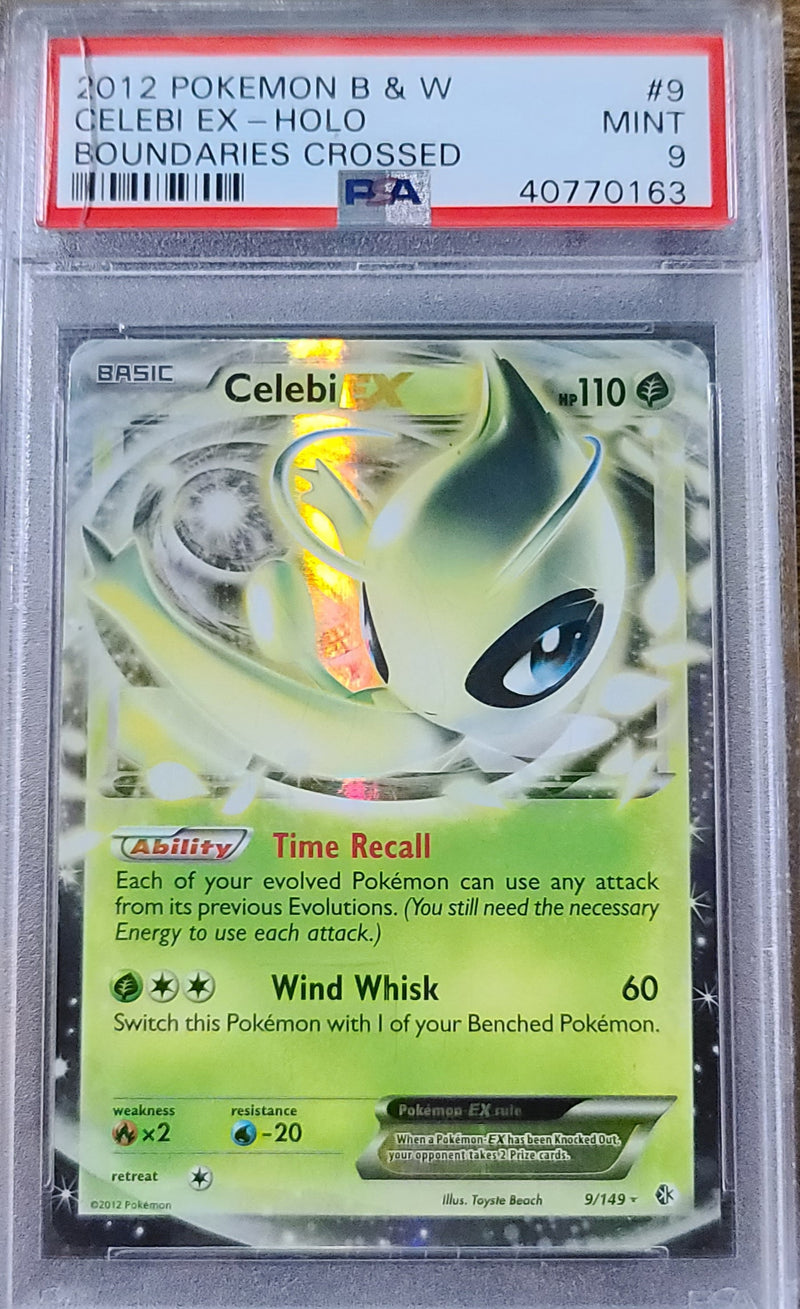 2012 POKEMON B & W #9
CELEBI EX – HOLO MINT
BOUNDARIES CROSSED 9
PSA 40770163
BASIC Celebi EX HP110
Ability Time Recall
Each of your evolved Pokémon can use any attack
from its previous Evolutions. (You still need the necessary
Energy to use each attack.)
Wind Whisk 60
Switch this Pokémon with 1 of your Benched Pokémon.
weakness resistance
×2 -20
Pokémon-EX rule
When a Pokémon-EX has been Knocked Out,
your opponent takes 2 Prize cards.
retreat
©2012 Pokémon Illus. Toyste Beach 9/149 ★